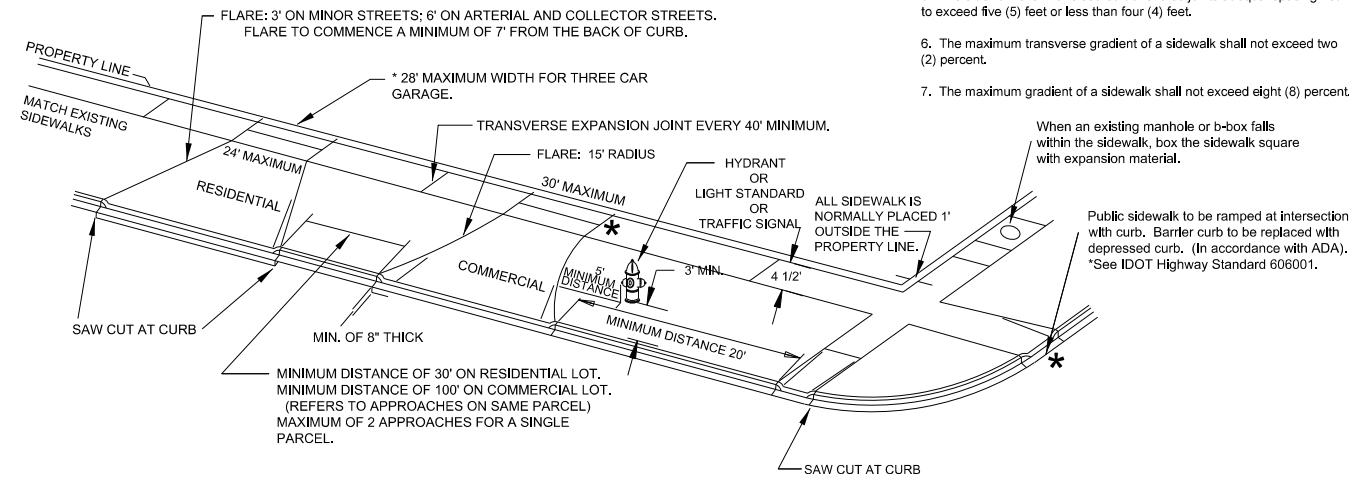 to exceed five (5) feet or less than four (4) feet.
6. The maximum transverse gradient of a sidewalk shall not exceed two
(2) percent.
7. The maximum gradient of a sidewalk shall not exceed eight (8) percent.
FLARE: 3' ON MINOR STREETS; 6' ON ARTERIAL AND COLLECTOR STREETS.
FLARE TO COMMENCE A MINIMUM OF 7' FROM THE BACK OF CURB.
PROPERTY LINE
* 28' MAXIMUM WIDTH FOR THREE CAR
GARAGE.
MATCH EXISTING
SIDEWALKS
TRANSVERSE EXPANSION JOINT EVERY 40' MINIMUM.
When an existing manhole or b-box falls
within the sidewalk, box the sidewalk square
with expansion material.
24' MAXIMUM
FLARE: 15' RADIUS
HYDRANT
OR
LIGHT STANDARD
OR
TRAFFIC SIGNAL
RESIDENTIAL
30' MAXIMUM
*
ALL SIDEWALK IS
NORMALLY PLACED 1'
OUTSIDE THE
PROPERTY LINE.
Public sidewalk to be ramped at intersection
with curb. Barrier curb to be replaced with
depressed curb. (In accordance with ADA).
*See IDOT Highway Standard 606001.
COMMERCIAL
5'
MINIMUM
DISTANCE
3' MIN.
4 1/2'
SAW CUT AT CURB
MIN. OF 8" THICK
MINIMUM DISTANCE 20'
*
MINIMUM DISTANCE OF 30' ON RESIDENTIAL LOT.
MINIMUM DISTANCE OF 100' ON COMMERCIAL LOT.
(REFERS TO APPROACHES ON SAME PARCEL)
MAXIMUM OF 2 APPROACHES FOR A SINGLE
PARCEL.
SAW CUT AT CURB